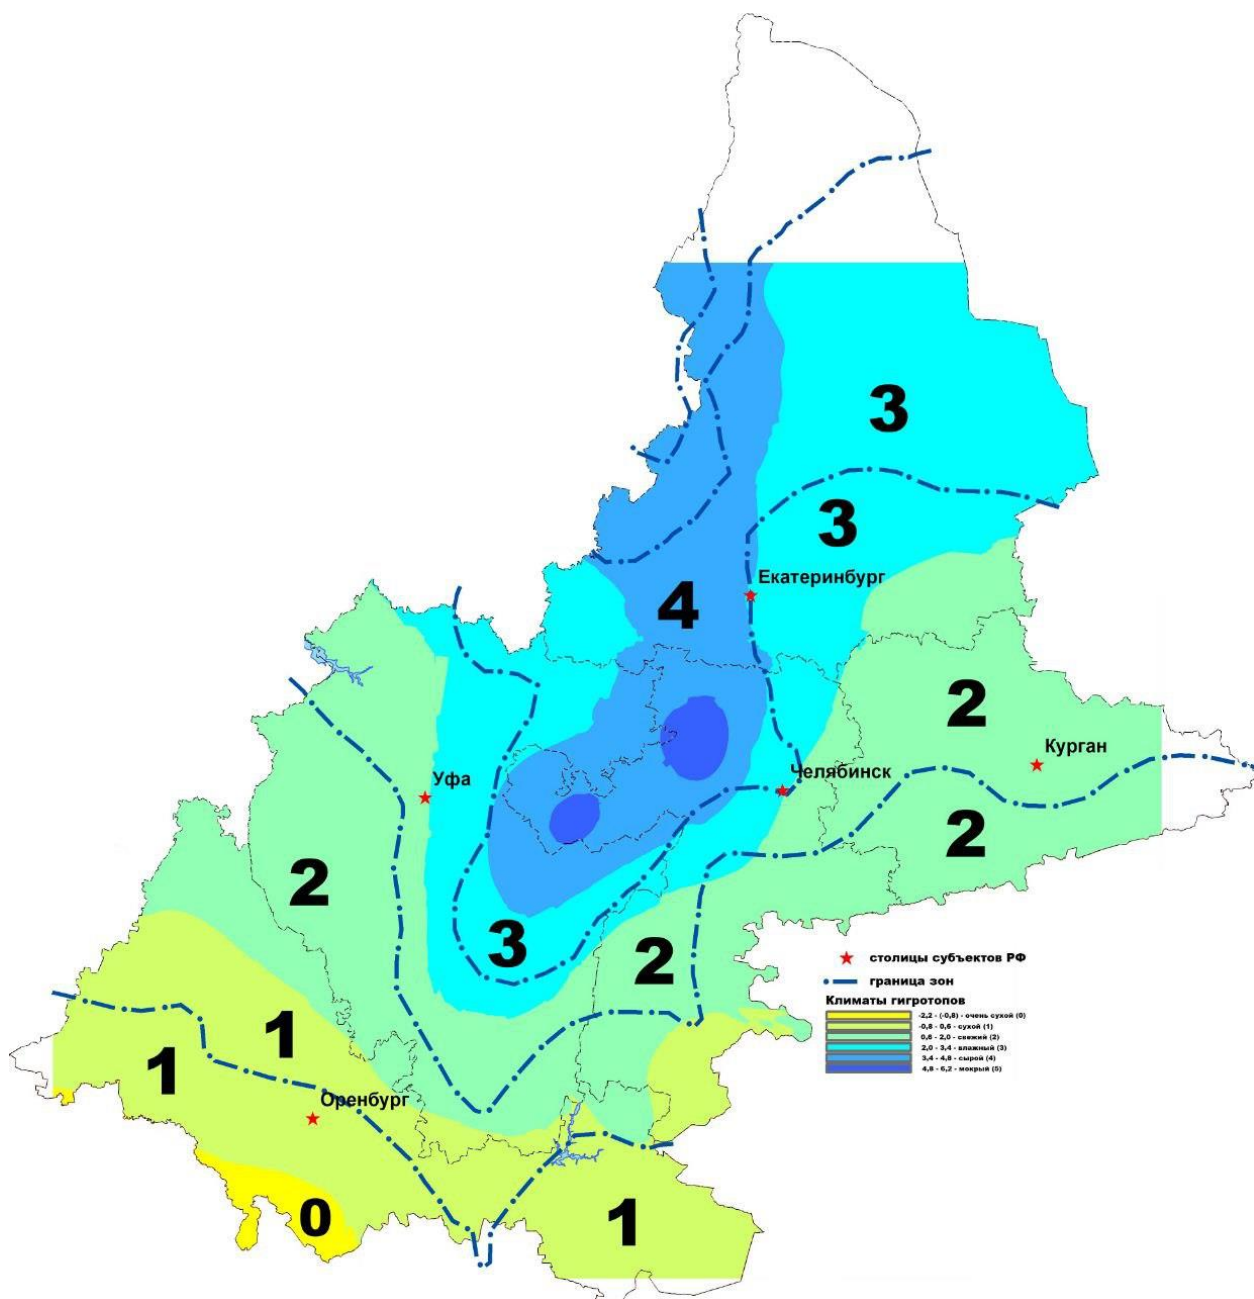 3
3
Екатеринбург
4
2
Курган
Уфа
Челябинск
2
2
3
2
столицы субъектов РФ
граница зон
Климаты гигротопов
-2,2 - (-0,8) - очень сухой (0)
-0,8 - 0,6 - сухой (1)
0,6 - 2,0 - свежий (2)
2,0 - 3,4 - влажный (3)
3,4 - 4,8 - сырой (4)
4,8 - 6,2 - мокрый (5)
1
1
Оренбург
0
1